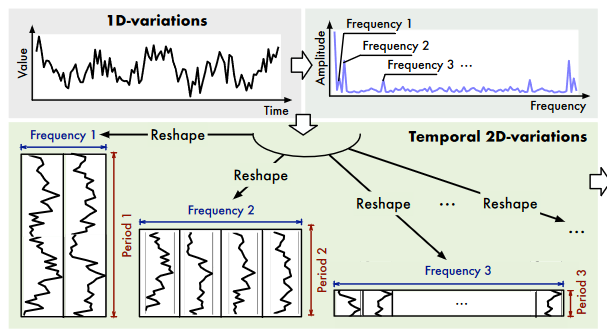 1D-variations
Value
Time
Amplitude
Frequency 1
Frequency 2
Frequency 3 ...
Frequency
Temporal 2D-variations
Frequency 1
Reshape
Period 1
Reshape
Frequency 2
Period 2
Reshape
...
Reshape
...
Frequency 3
...
Period 3